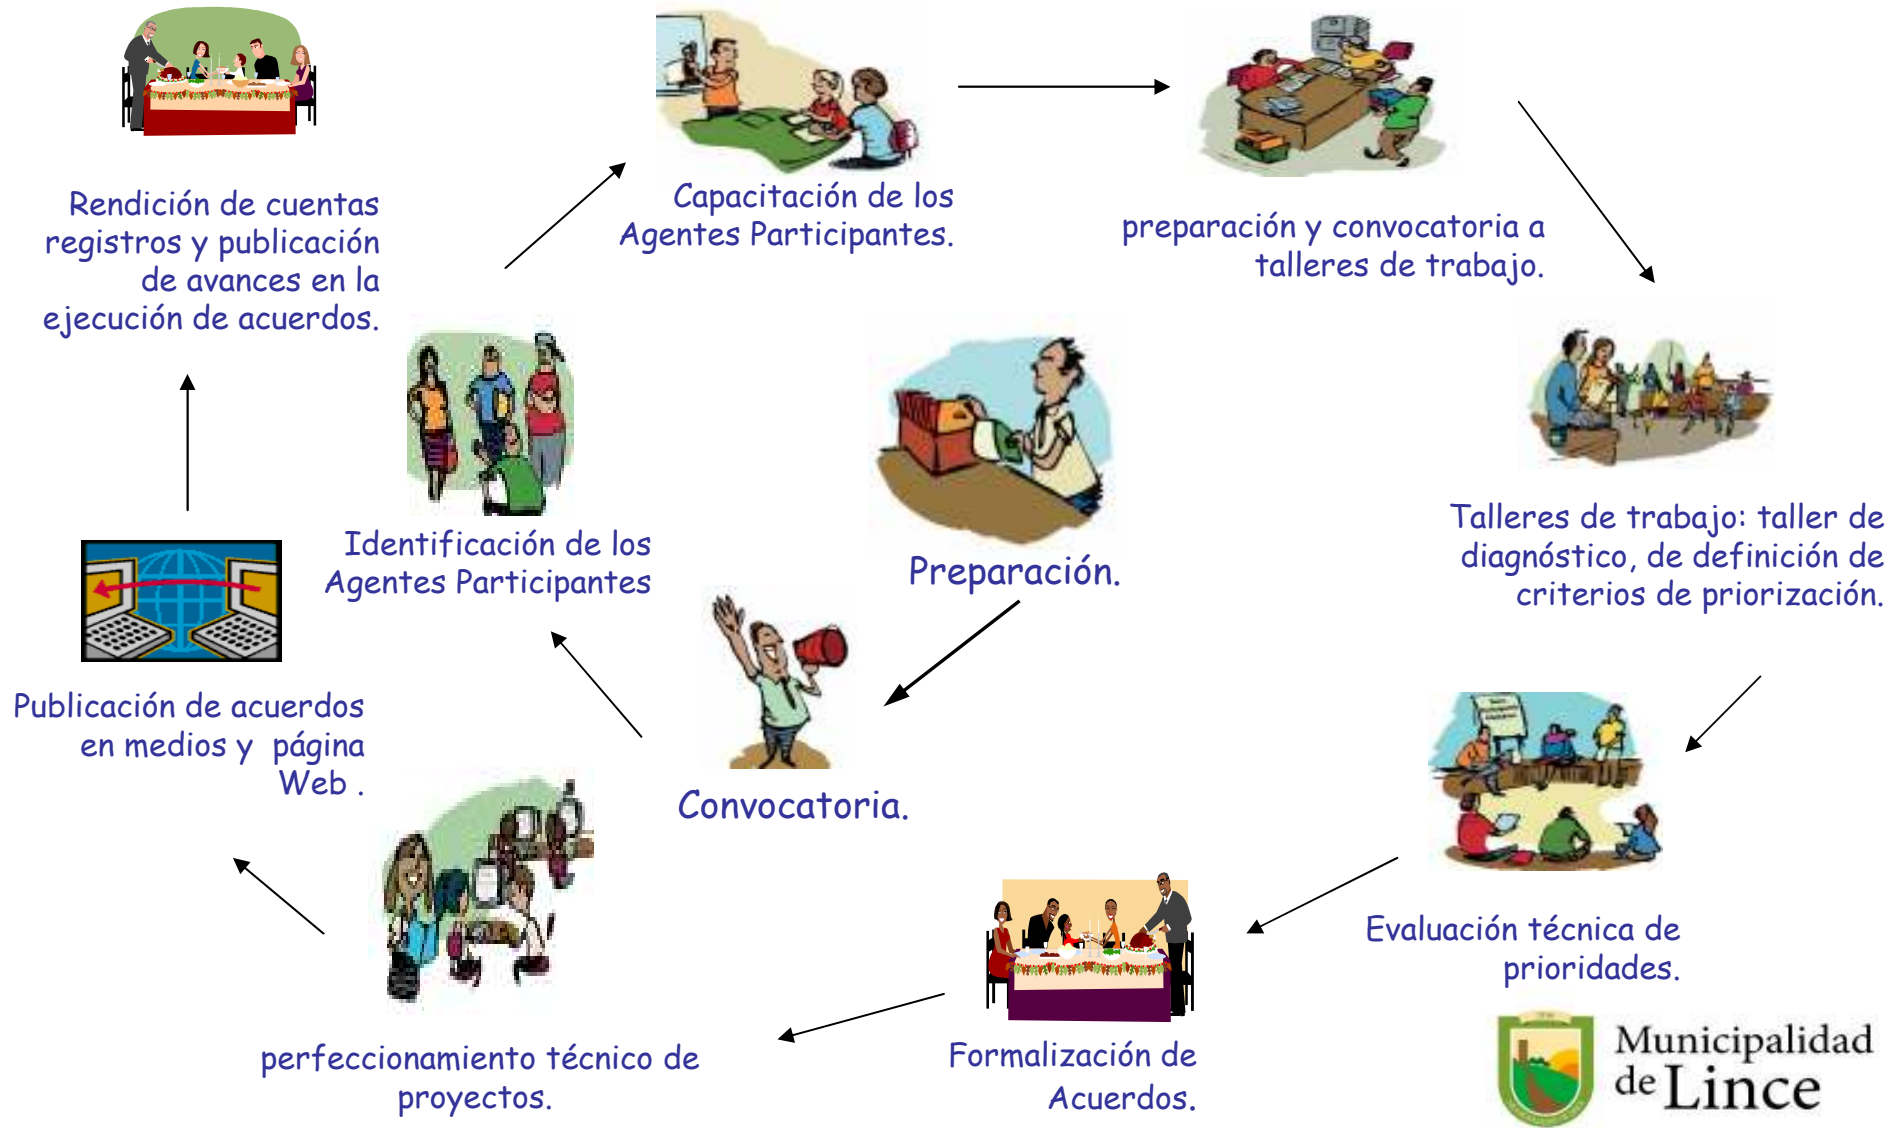 Rendición de cuentas
registros y publicación
de avances en la
ejecución de acuerdos.
Capacitación de los
Agentes Participantes.
preparación y convocatoria a
talleres de trabajo.
Identificación de los
Agentes Participantes
Preparación.
Talleres de trabajo: taller de
diagnóstico, de definición de
criterios de priorización.
Publicación de acuerdos
en medios y página
Web .
Convocatoria.
Evaluación técnica de
prioridades.
perfeccionamiento técnico de
proyectos.
Formalización de
Acuerdos.
Municipalidad
de Lince